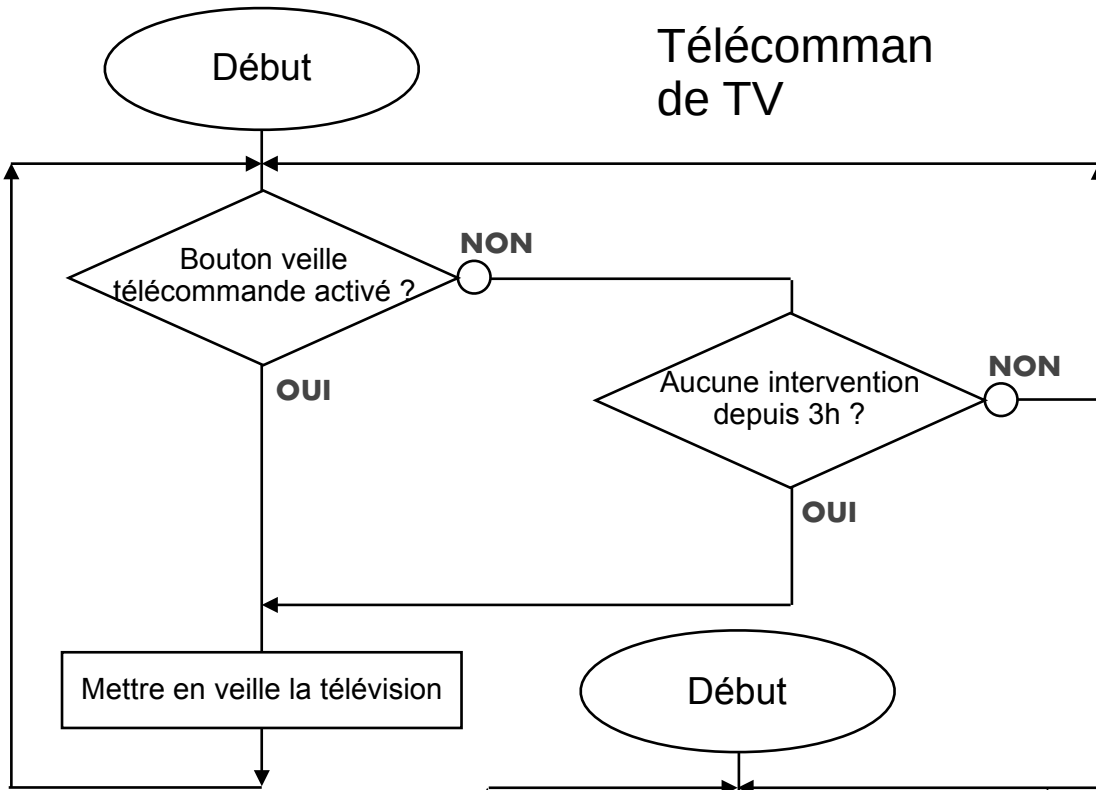 Début
Télécomman
de TV
Bouton veille
télécommande activé ?
NON
OUI
Aucune intervention
depuis 3h ?
NON
OUI
Mettre en veille la télévision
Début